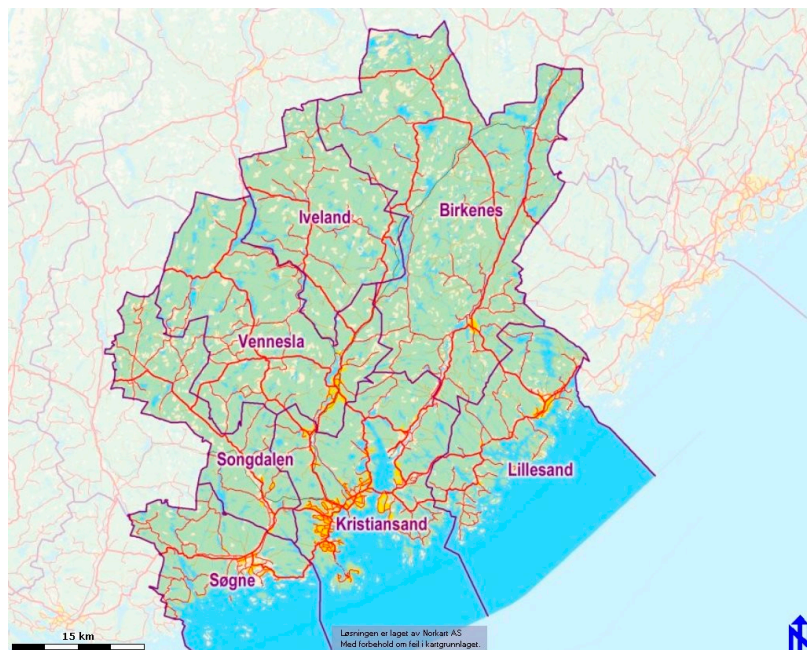 Birkenes
Iveland
Vennesla
Songdalen
Lillesand
Kristiansand
Søgne
15 km
Løsningen er laget av Norkart AS
Med forbehold om feil i kartgrunnlaget.
N